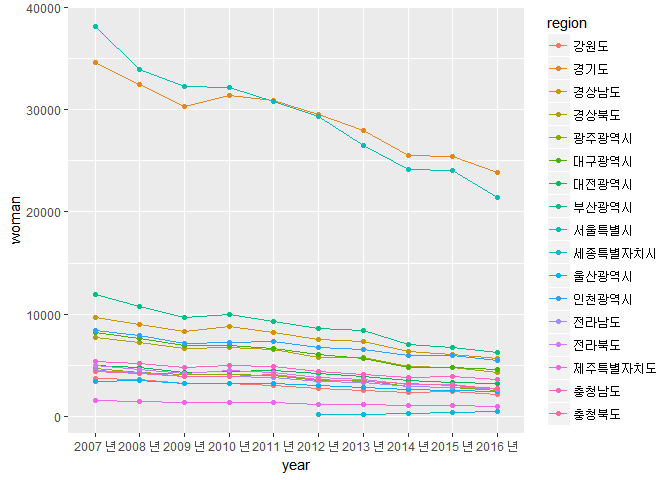 40000
30000
20000
10000
0
woman
2007 년 2008 년 2009 년 2010 년 2011 년 2012 년 2013 년 2014 년 2015 년 2016 년
year
region
강원도
경기도
경상남도
경상북도
광주광역시
대구광역시
대전광역시
부산광역시
서울특별시
세종특별자치시
울산광역시
인천광역시
전라남도
전라북도
제주특별자치도
충청남도
충청북도